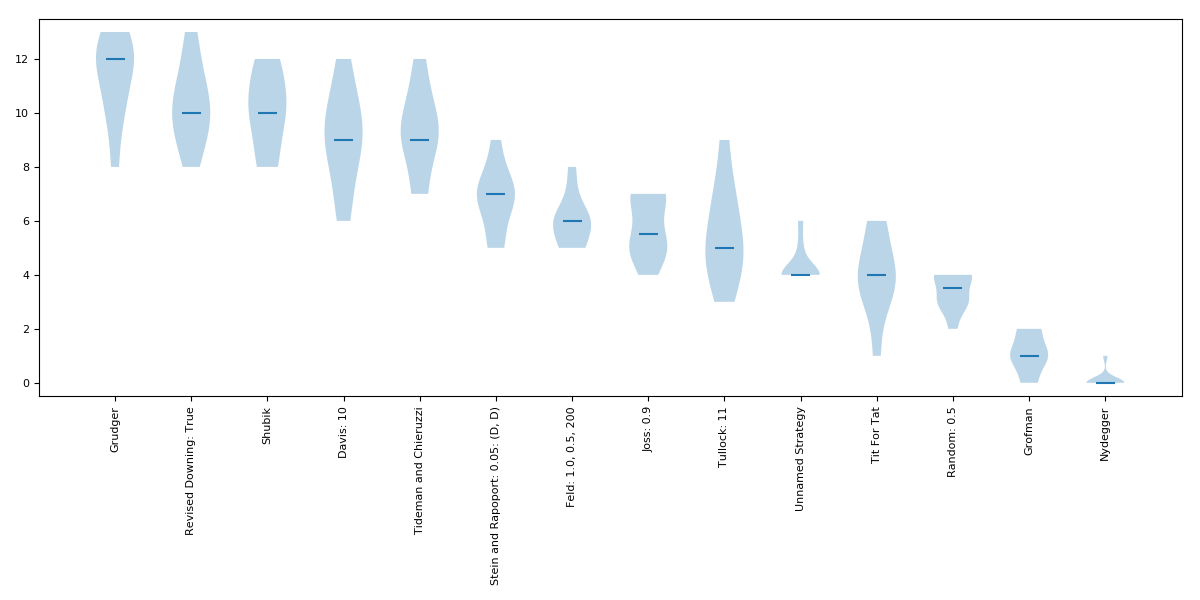 12
10
8
6
4
2
0
Grudger
Revised Downing: True
Shubik
Davis: 10
Tideman and Chieruzzi
Stein and Rapoport: 0.05: (D, D)
Feld: 1.0, 0.5, 200
Joss: 0.9
Tullock: 11
Unnamed Strategy
Tit For Tat
Random: 0.5
Grofman
Nydegger